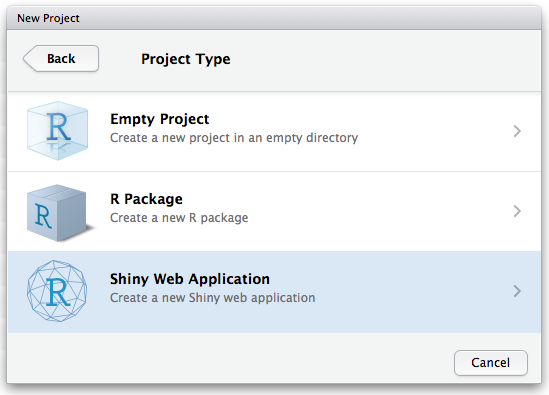 New Project
Back
Project Type
R
Empty Project
Create a new project in an empty directory
R
R Package
Create a new R package
R
Shiny Web Application
Create a new Shiny web application
Cancel